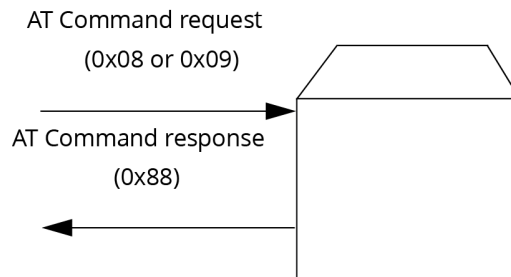 AT Command request
(0x08 or 0x09)
AT Command response
(0x88)